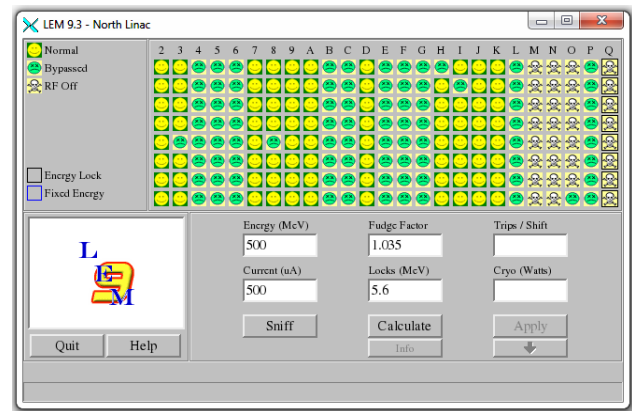 LEM 9.3 - North Linac
Normal
Bypassed
RF Off
Energy Lock
Fixed Energy
2 3 4 5 6 7 8 9 A B C D E F G H I J K L M N O P Q
L
E
M
9
Quit
Help
Energy (MeV)
500
Fudge Factor
1.035
Trips / Shift
Current (uA)
500
Locks (MeV)
5.6
Cryo (Watts)
Sniff
Calculate
Apply
Info